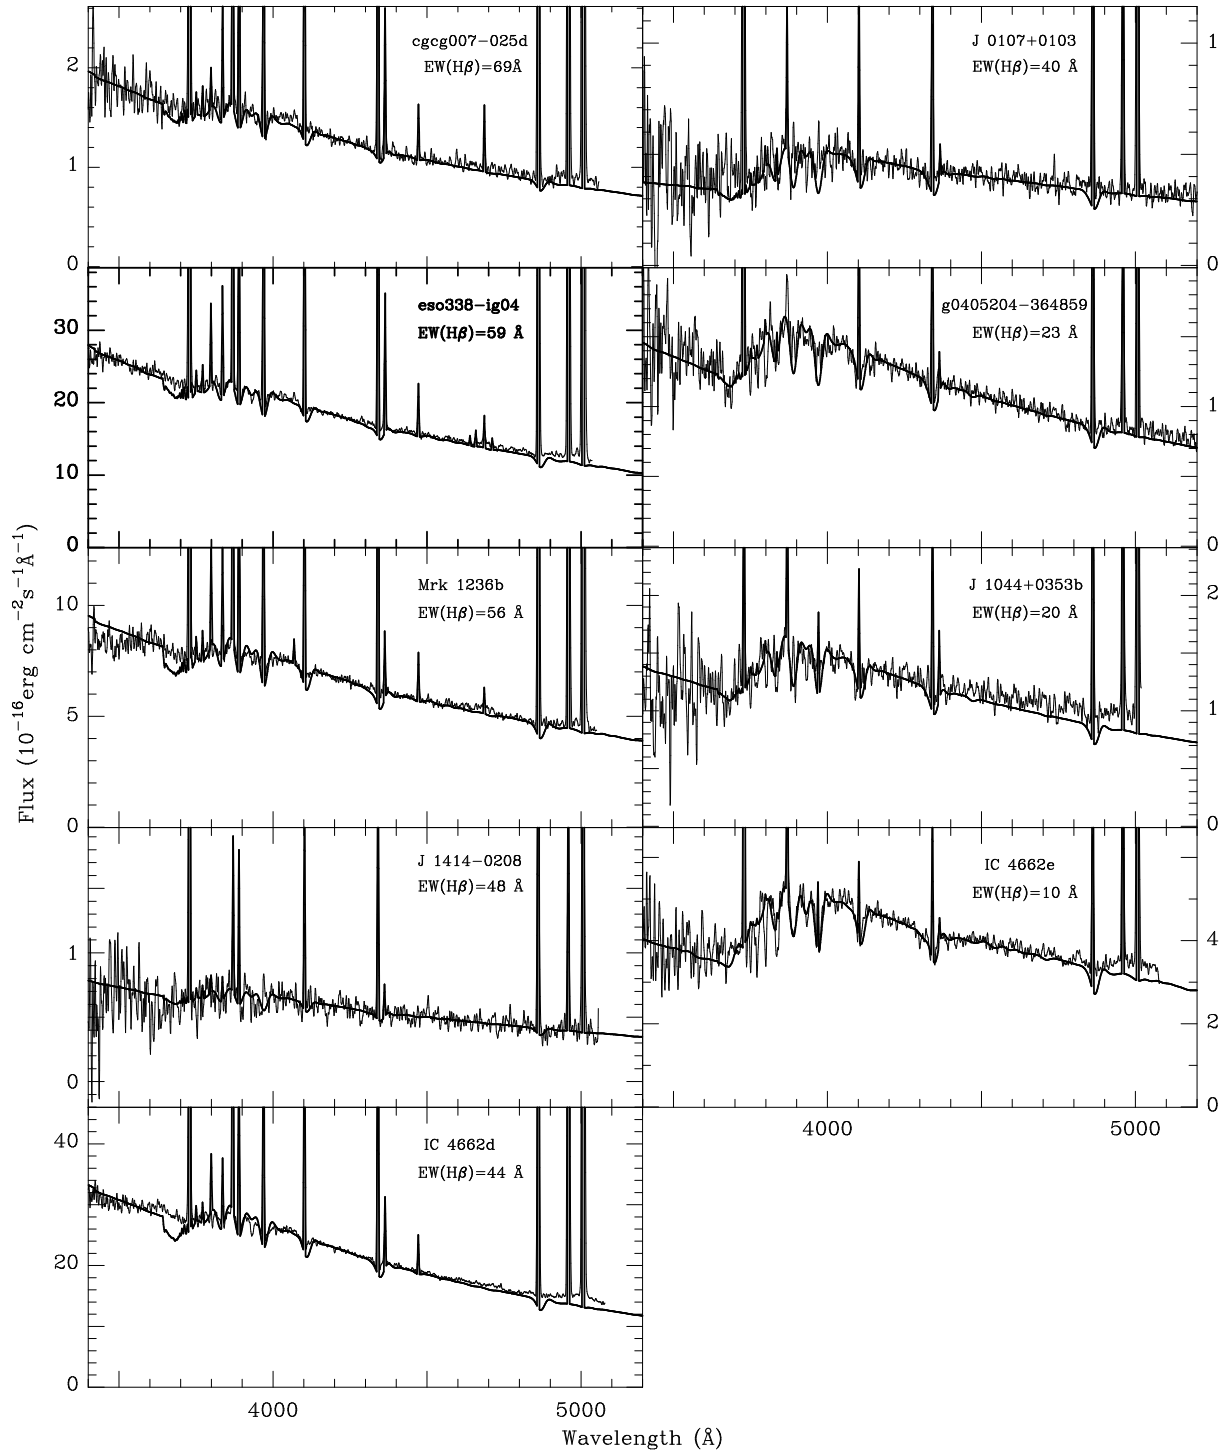 cgcg007−025d
EW(Hβ)=69Å
2
1
0
J 0107+0103
EW(Hβ)=40 Å
1
eso338−ig04
EW(Hβ)=59 Å
30
20
10
0
g0405204−364859
EW(Hβ)=23 Å
1
0
Mrk 1236b
EW(Hβ)=56 Å
10
5
0
J 1044+0353b
EW(Hβ)=20 Å
2
1
0
J 1414−0208
EW(Hβ)=48 Å
1
0
IC 4662e
EW(Hβ)=10 Å
4
2
0
4000
5000
IC 4662d
EW(Hβ)=44 Å
40
20
0
4000
5000
Wavelength (Å)
Flux (10⁻¹⁶erg cm⁻²s⁻¹Å⁻¹)